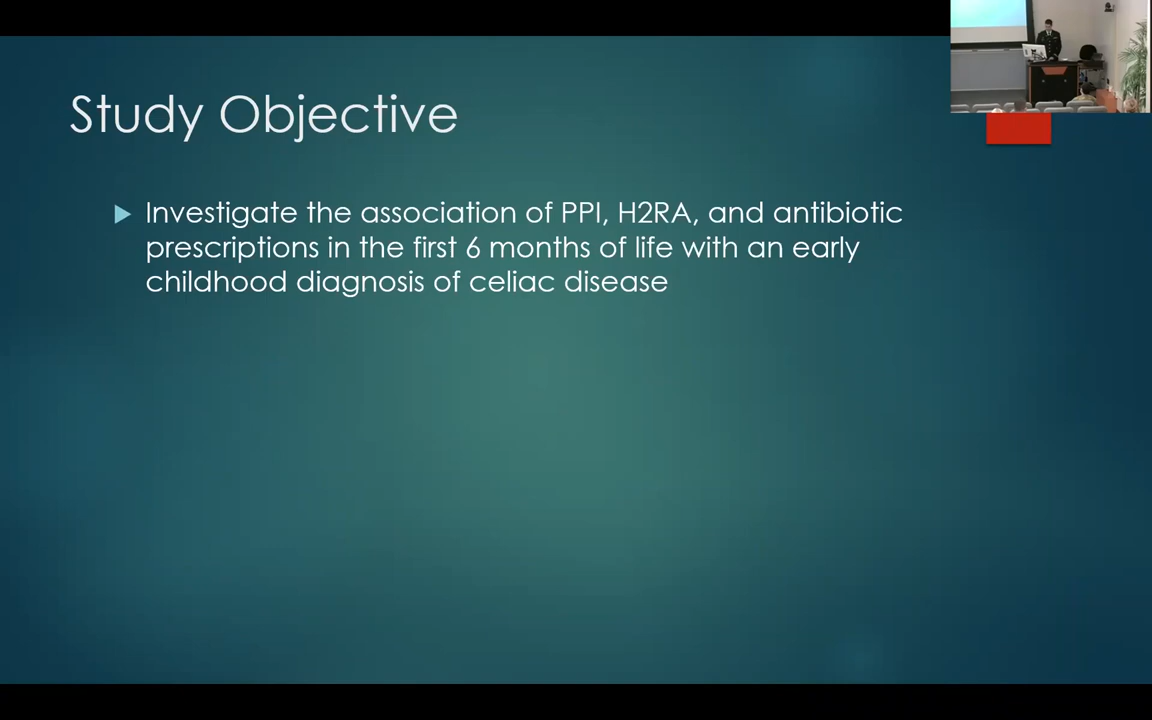 Study Objective
Investigate the association of PPI, H2RA, and antibiotic
prescriptions in the first 6 months of life with an early
childhood diagnosis of celiac disease